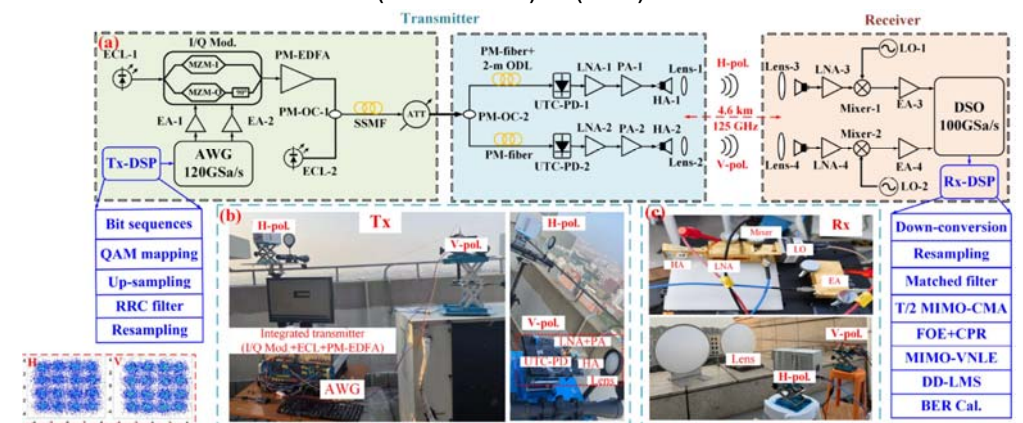 Transmitter
Receiver
(a)
ECL-1
I/Q Mod.
MZM-I
MZM-Q
PM-EDFA
PM-OC-1
SSMF
ATT
EA-1
EA-2
ECL-2
Tx-DSP
AWG
120GSa/s
PM-fiber+
2-m ODL
LNA-1
PA-1
Lens-1
UTC-PD-1
HA-1
PM-OC-2
LNA-2
PA-2
HA-2
PM-fiber
UTC-PD-2
Lens-2
H-pol.
4.6 km
125 GHz
V-pol.
Lens-3
LNA-3
LO-1
Mixer-1
EA-3
DSO
100GSa/s
Mixer-2
Lens-4
LNA-4
EA-4
LO-2
Rx-DSP
Bit sequences
QAM mapping
Up-sampling
RRC filter
Resampling
H
V
(b)
Tx
H-pol.
V-pol.
Integrated transmitter
(I/Q Mod +ECL+PM-EDFA)
AWG
H-pol.
V-pol.
LNA+PA
UTC-PD
HA
Lens
(c)
Rx
Mixer
LO
HA
LNA
EA
Lens
H-pol.
V-pol.
Down-conversion
Resampling
Matched filter
T/2 MIMO-CMA
FOE+CPR
MIMO-VNLE
DD-LMS
BER Cal.